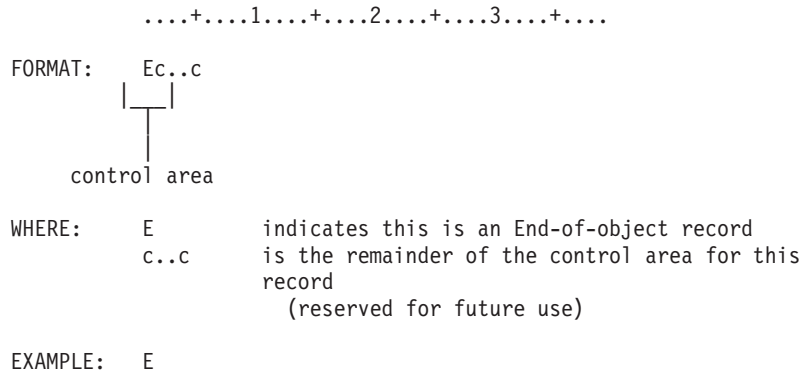 ....+....1....+....2....+....3....+....
FORMAT: Ec..c
control area
WHERE: E indicates this is an End-of-object record
c..c is the remainder of the control area for this
record
(reserved for future use)
EXAMPLE: E